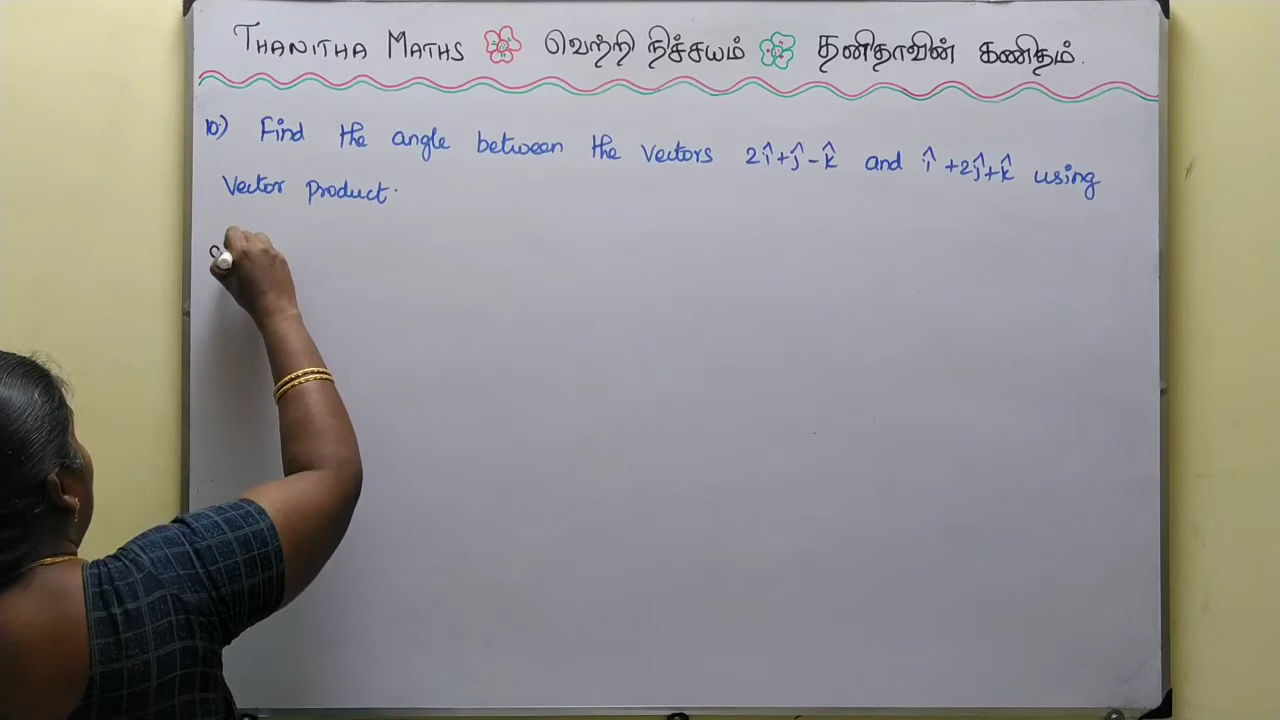 THANITHA MATHS வெற்றி நிச்சயம் தனிதாவின் கணிதம்.
10) Find the angle between the vectors 2î+ĵ-k̂ and î+2ĵ+k̂ using
Vector product.